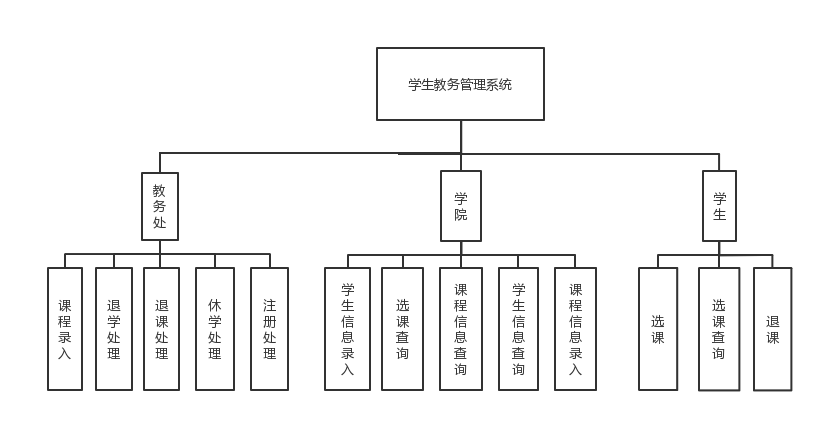 学生教务管理系统
教务处
学院
学生
课程录入
退学处理
退课处理
休学处理
注册处理
学生信息录入
选课查询
课程信息查询
学生信息查询
课程信息录入
选课
选课查询
退课